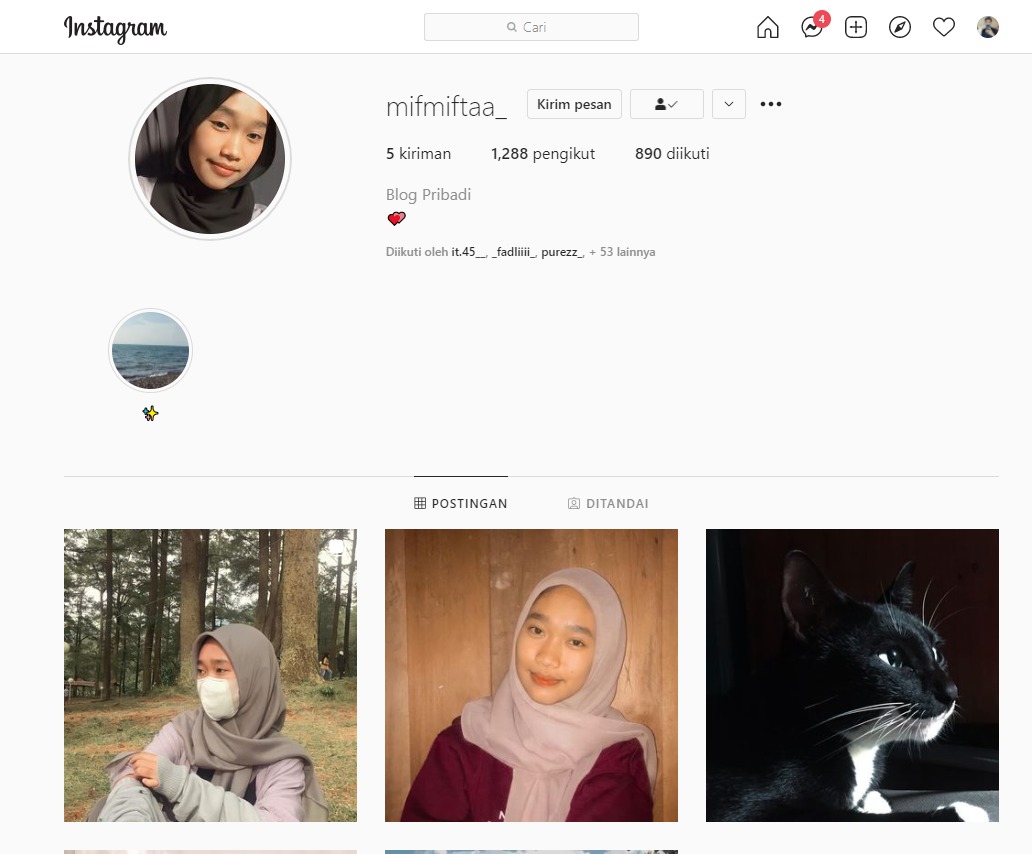 Instagram
Cari
4
mifmiftaa_
Kirim pesan
5 kiriman 1,288 pengikut 890 diikuti
Blog Pribadi
Diikuti oleh it.45__, _fadliiii_, purezz_, + 53 lainnya
POSTINGAN DITANDAI